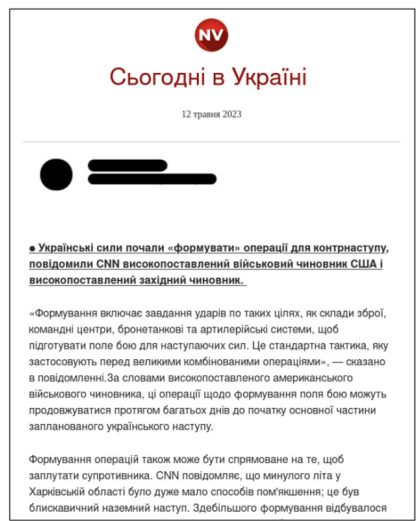 NV
Сьогодні в Україні
12 травня 2023
● Українські сили почали «формувати» операції для контрнаступу,
повідомили CNN високопоставлений військовий чиновник США і
високопоставлений західний чиновник.
«Формування включає завдання ударів по таких цілях, як склади зброї,
командні центри, бронетанкові та артилерійські системи, щоб
підготувати поле бою для наступаючих сил. Це стандартна тактика, яку
застосовують перед великими комбінованими операціями», — сказано
в повідомленні.За словами високопоставленого американського
військового чиновника, ці операції щодо формування поля бою можуть
продовжуватися протягом багатьох днів до початку основної частини
запланованого українського наступу.
Формування операцій також може бути спрямоване на те, щоб
заплутати супротивника. CNN повідомляє, що минулого літа у
Харківській області було дуже мало способів пом'якшення; це був
блискавичний наземний наступ. Здебільшого формування відбувалося